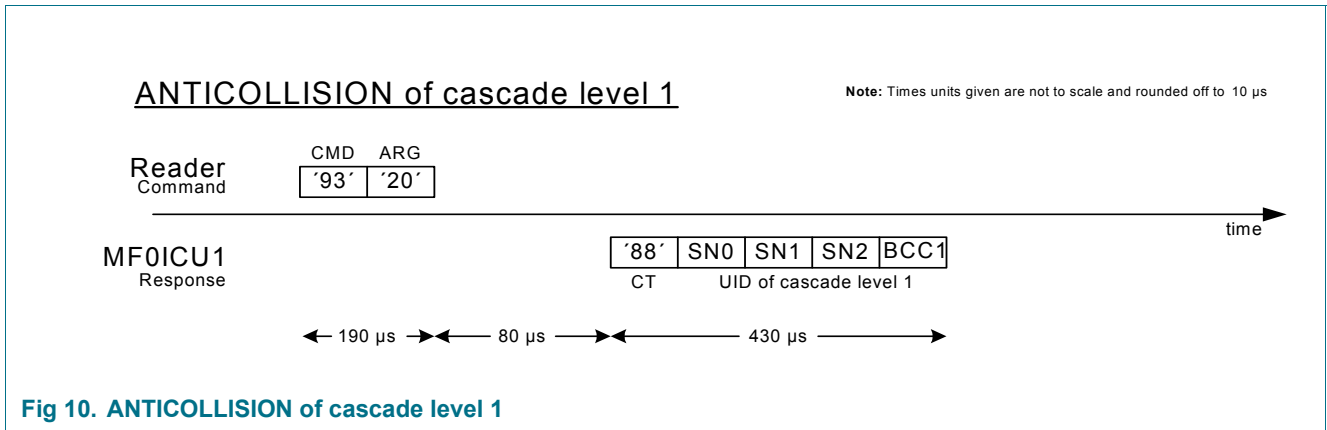 ANTICOLLISION of cascade level 1
Note: Times units given are not to scale and rounded off to 10 µs
CMD ARG
Reader
Command
´93´ ´20´
time
MF0ICU1
Response
´88´ SN0 SN1 SN2 BCC1
CT UID of cascade level 1
190 µs 80 µs 430 µs
Fig 10. ANTICOLLISION of cascade level 1